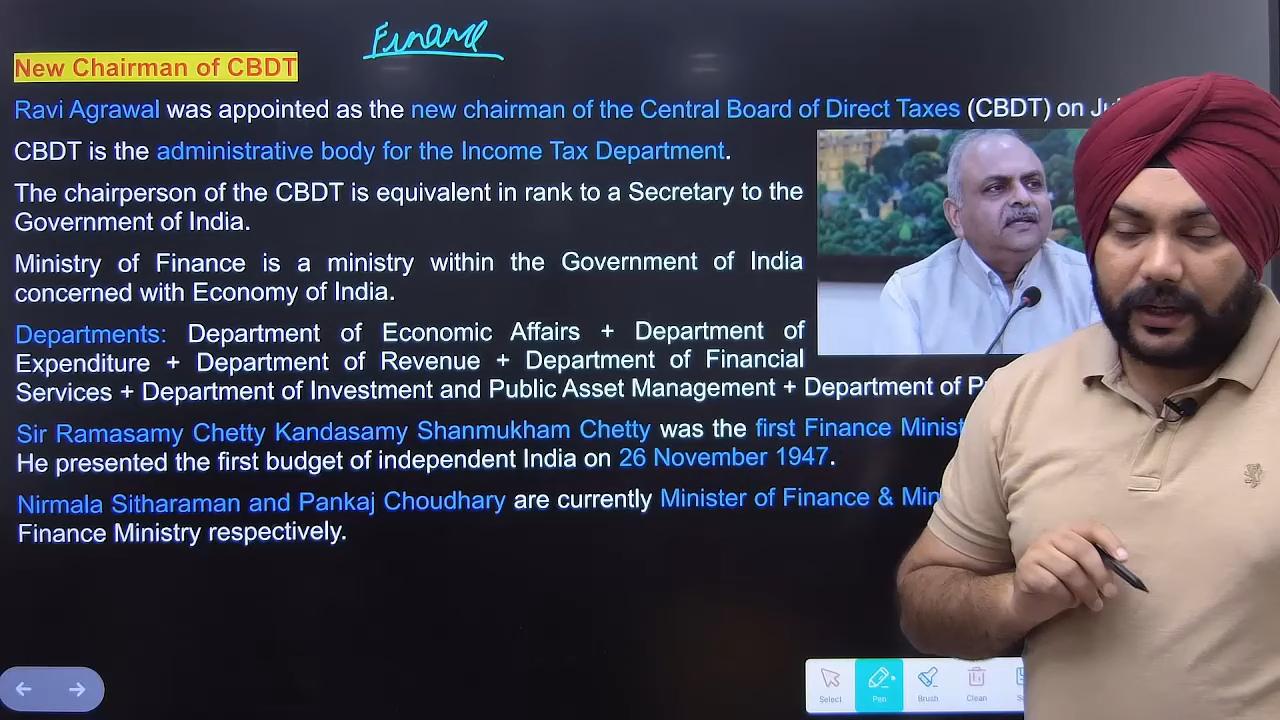 Finance
New Chairman of CBDT
Ravi Agrawal was appointed as the new chairman of the Central Board of Direct Taxes (CBDT) on
CBDT is the administrative body for the Income Tax Department.
The chairperson of the CBDT is equivalent in rank to a Secretary to the
Government of India.
Ministry of Finance is a ministry within the Government of India
concerned with Economy of India.
Departments: Department of Economic Affairs + Department of
Expenditure + Department of Revenue + Department of Financial
Services + Department of Investment and Public Asset Management + Department of
Sir Ramasamy Chetty Kandasamy Shanmukham Chetty was the first Finance
He presented the first budget of independent India on 26 November 1947.
Nirmala Sitharaman and Pankaj Choudhary are currently Minister of Finance &
Finance Ministry respectively.
Select Pen Brush Clean